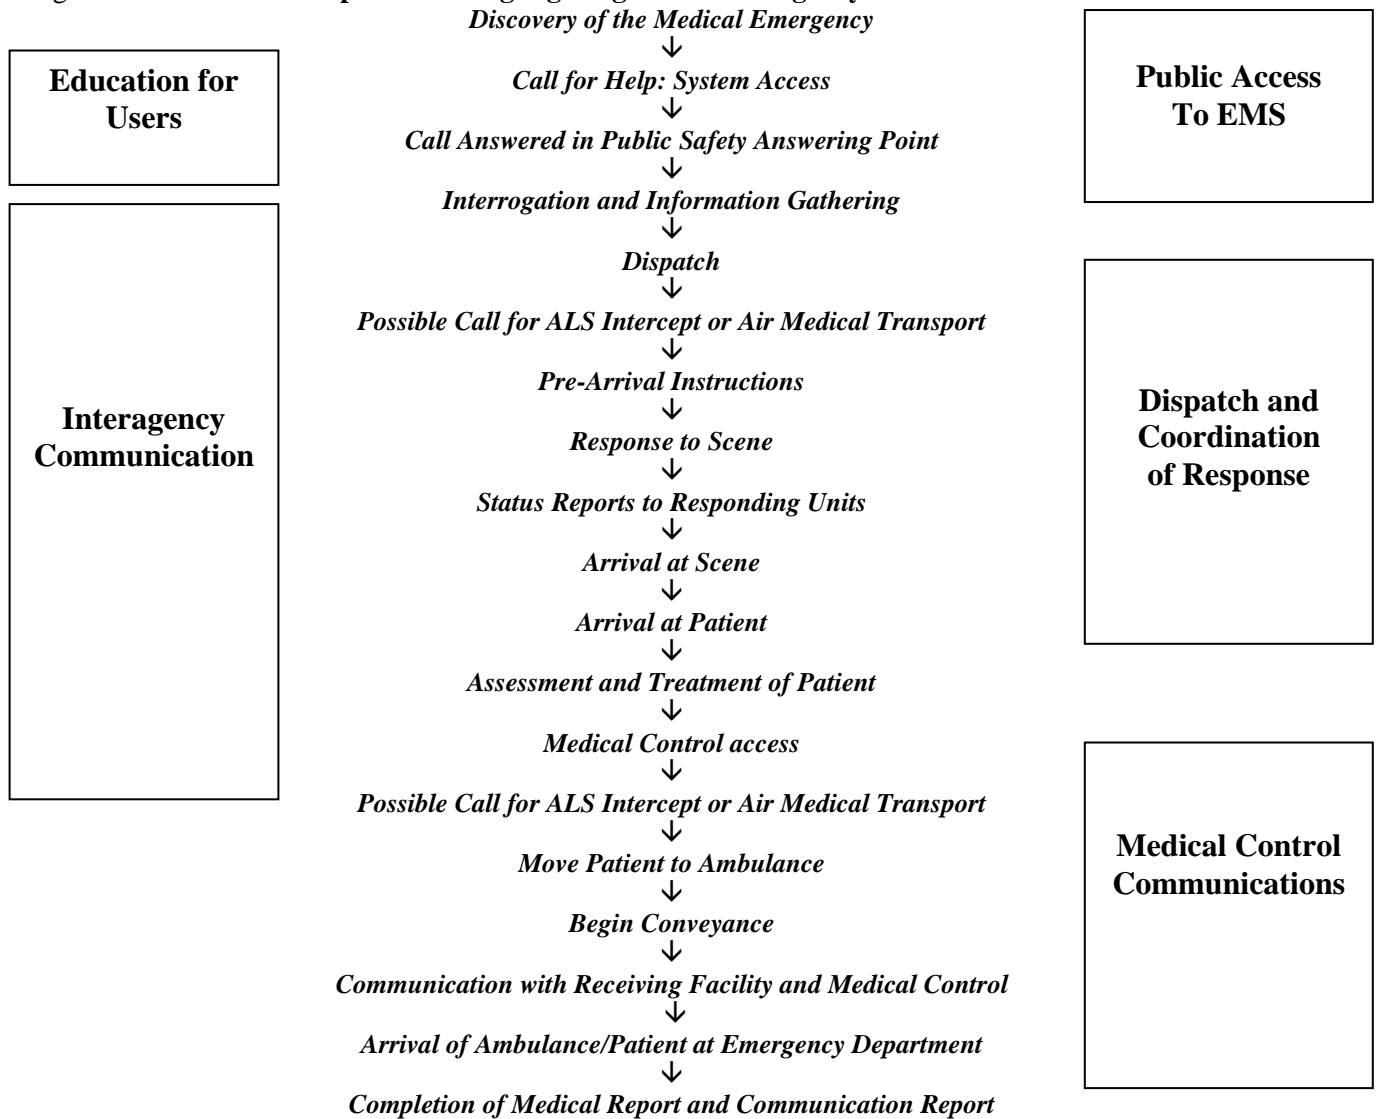 Discovery of the Medical Emergency
↓
Education for
Users
Call for Help: System Access
↓
Public Access
To EMS
Call Answered in Public Safety Answering Point
↓
Interrogation and Information Gathering
↓
Dispatch
↓
Possible Call for ALS Intercept or Air Medical Transport
↓
Pre-Arrival Instructions
↓
Interagency
Communication
Response to Scene
↓
Dispatch and
Coordination
of Response
Status Reports to Responding Units
↓
Arrival at Scene
↓
Arrival at Patient
↓
Assessment and Treatment of Patient
↓
Medical Control access
↓
Possible Call for ALS Intercept or Air Medical Transport
↓
Move Patient to Ambulance
↓
Medical Control
Communications
Begin Conveyance
↓
Communication with Receiving Facility and Medical Control
↓
Arrival of Ambulance/Patient at Emergency Department
↓
Completion of Medical Report and Communication Report